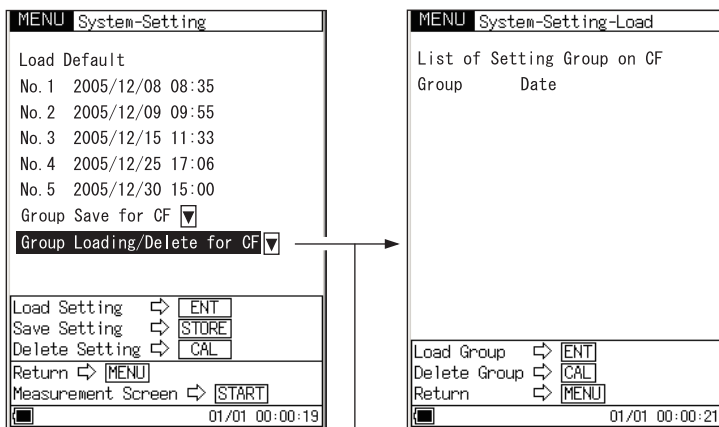 MENU System-Setting
Load Default
No.1 2005/12/08 08:35
No.2 2005/12/09 09:55
No.3 2005/12/15 11:33
No.4 2005/12/25 17:06
No.5 2005/12/30 15:00
Group Save for CF ▼
Group Loading/Delete for CF ▼
Load Setting ⇨ ENT
Save Setting ⇨ STORE
Delete Setting ⇨ CAL
Return ⇨ MENU
Measurement Screen ⇨ START
01/01 00:00:19
MENU System-Setting-Load
List of Setting Group on CF
Group Date
Load Group ⇨ ENT
Delete Group ⇨ CAL
Return ⇨ MENU
01/01 00:00:21